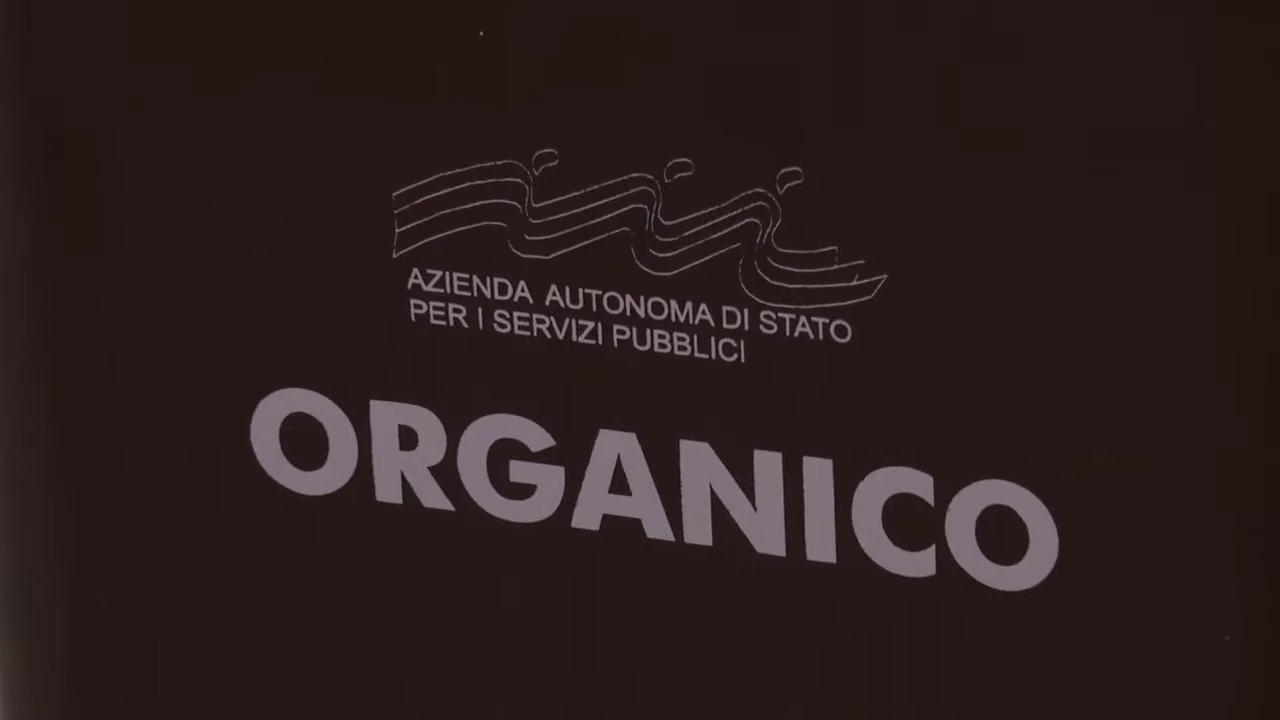 AZIENDA AUTONOMA DI STATO
PER I SERVIZI PUBBLICI
ORGANICO